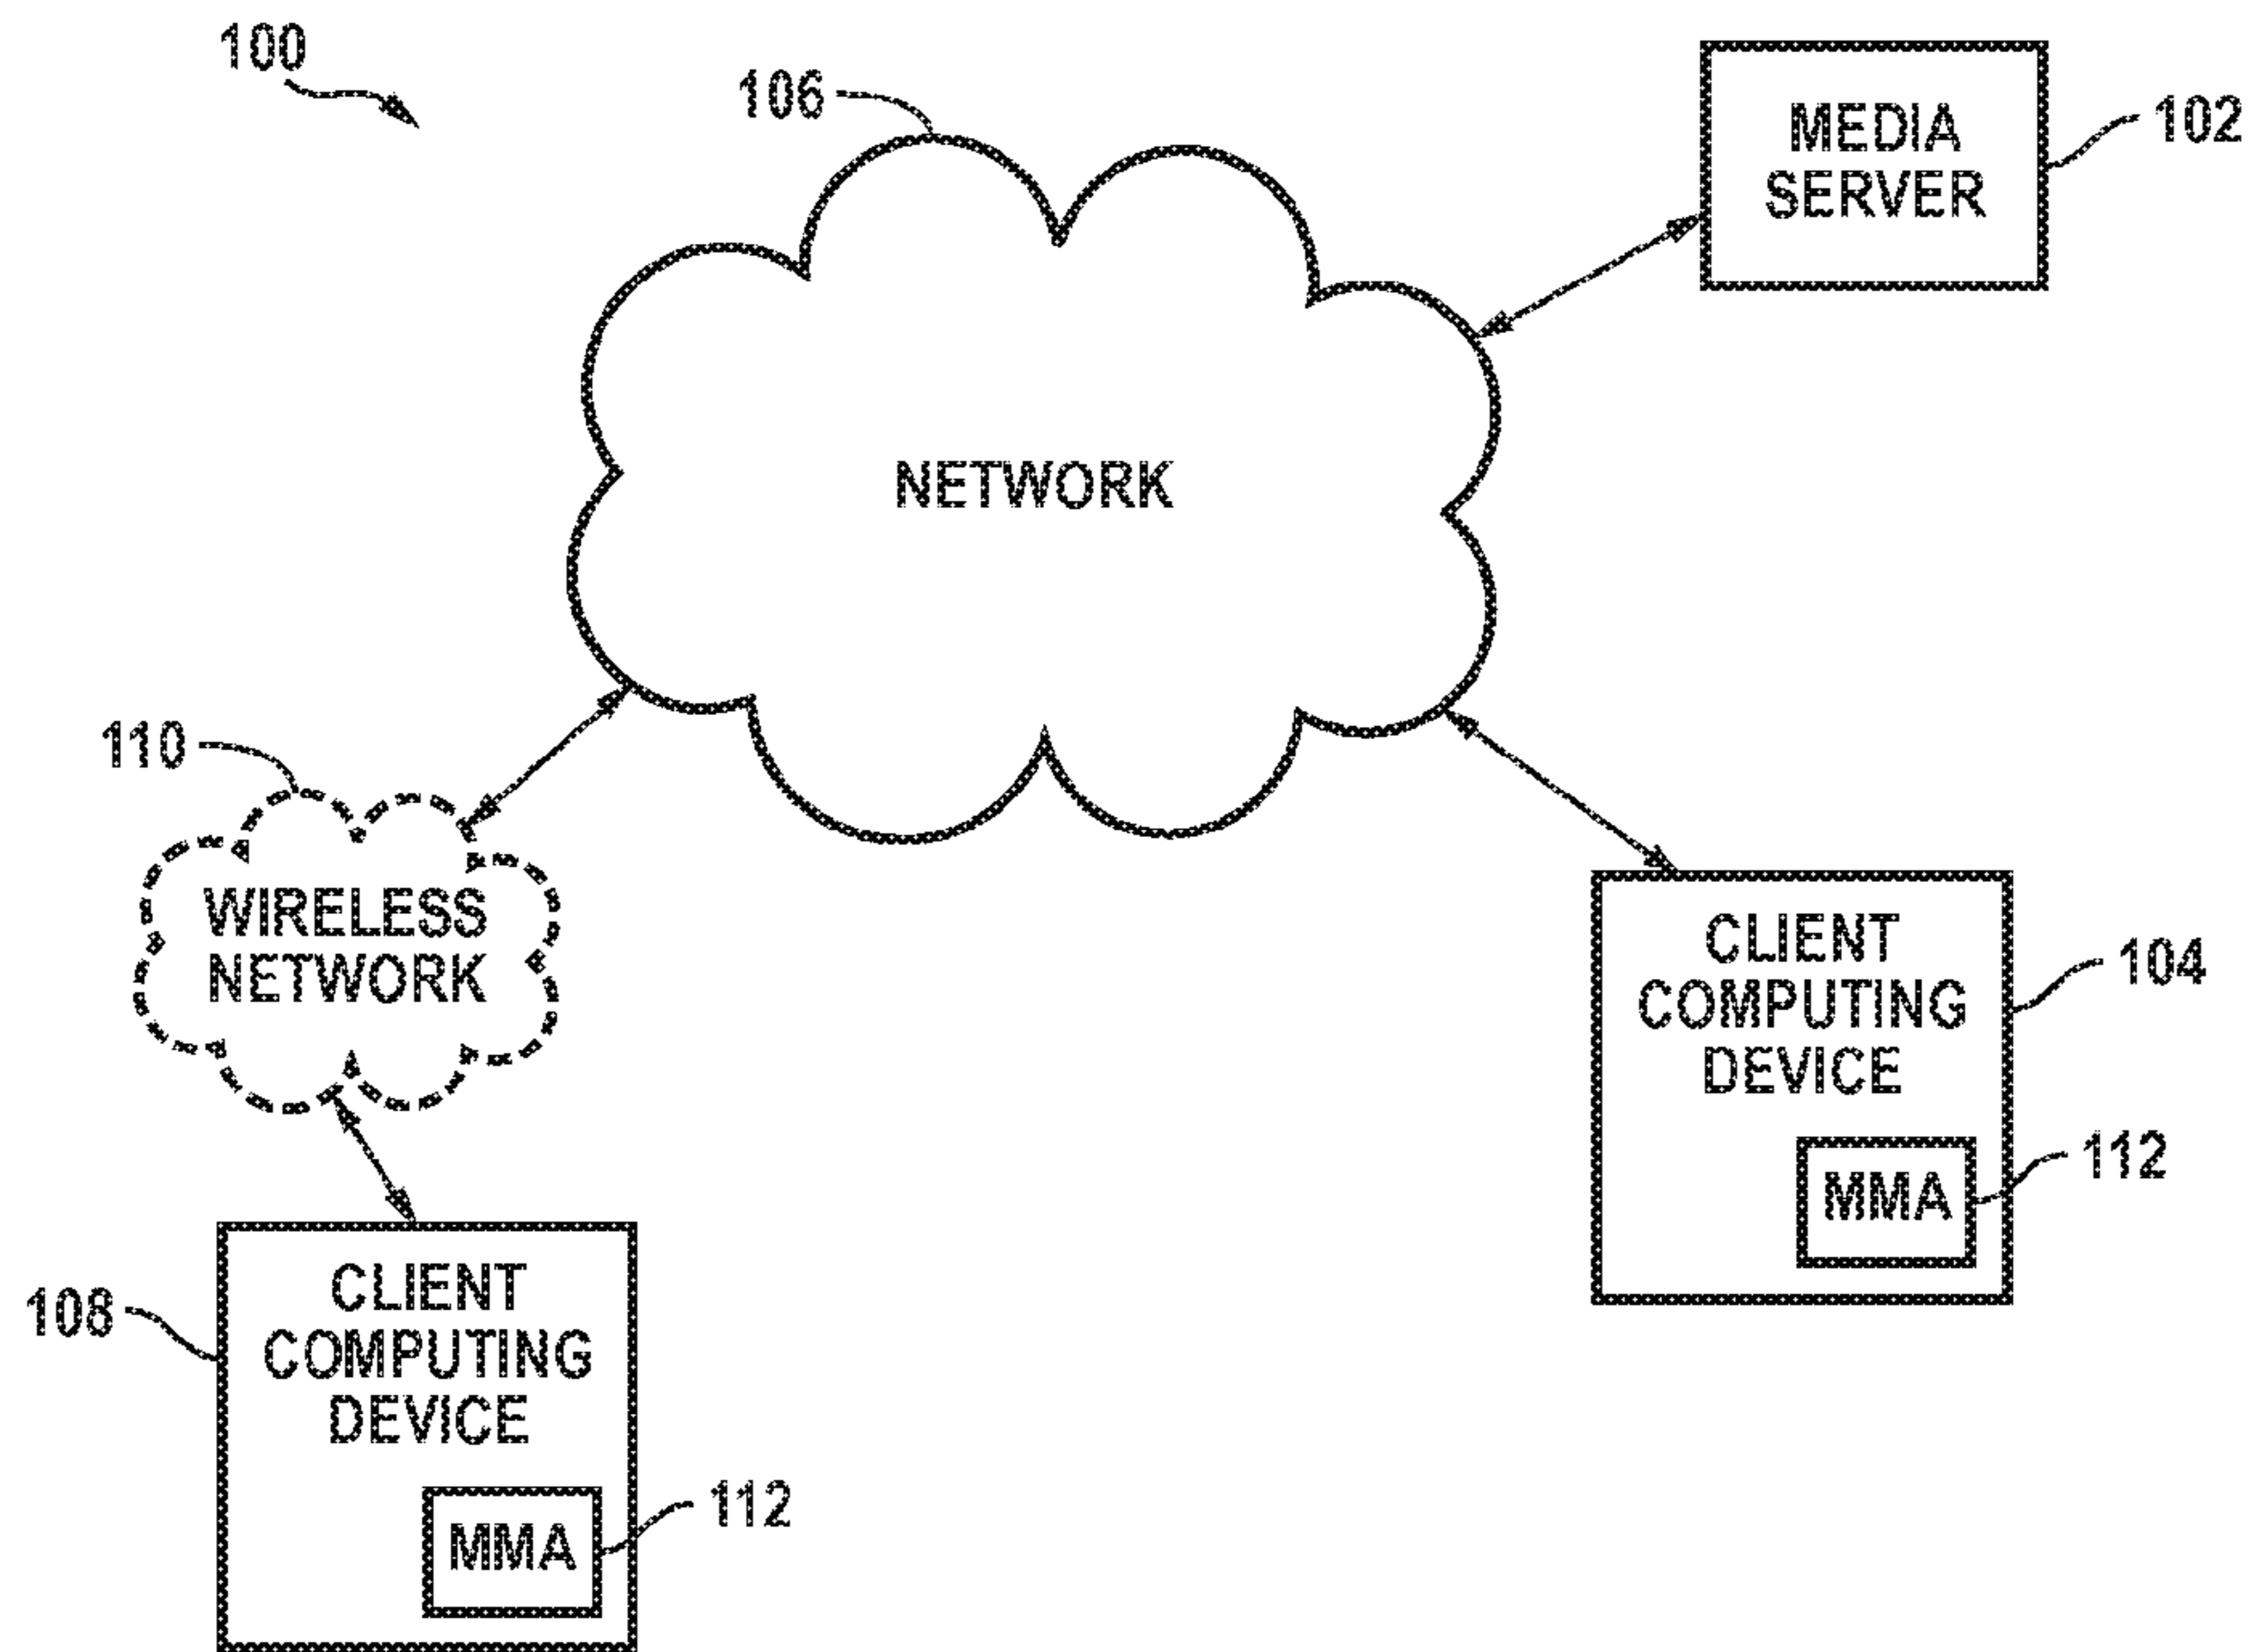 100
106
MEDIA
SERVER
102
NETWORK
110
WIRELESS
NETWORK
CLIENT
COMPUTING
DEVICE
104
MMA
112
108
CLIENT
COMPUTING
DEVICE
MMA
112